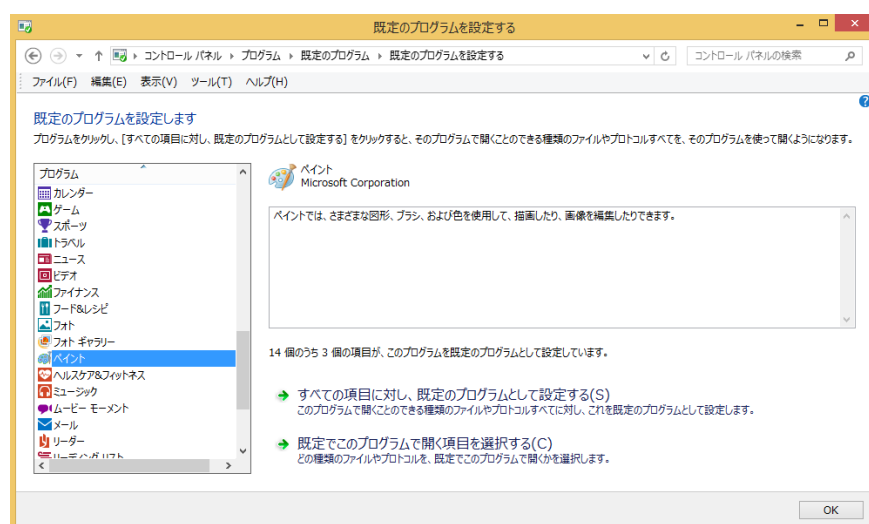 既定のプログラムを設定する
コントロール パネル
プログラム
既定のプログラム
既定のプログラムを設定する
コントロール パネルの検索
ファイル(F) 編集(E) 表示(V) ツール(T) ヘルプ(H)
既定のプログラムを設定します
プログラムをクリックし、[すべての項目に対し、既定のプログラムとして設定する] をクリックすると、そのプログラムで開くことのできる種類のファイルやプロトコルすべてを、そのプログラムを使って開くようになります。
プログラム
カレンダー
ゲーム
スポーツ
トラベル
ニュース
ビデオ
ファイナンス
フード&レシピ
フォト
フォト ギャラリー
ペイント
ヘルスケア&フィットネス
ミュージック
ムービー モーメント
メール
リーダー
リーディング リスト
ペイント
Microsoft Corporation
ペイントでは、さまざまな図形、ブラシ、および色を使用して、描画したり、画像を編集したりできます。
14 個のうち 3 個の項目が、このプログラムを既定のプログラムとして設定しています。
すべての項目に対し、既定のプログラムとして設定する(S)
このプログラムで開くことのできる種類のファイルやプロトコルすべてに対し、これを既定のプログラムとして設定します。
既定でこのプログラムで開く項目を選択する(C)
どの種類のファイルやプロトコルを、既定でこのプログラムで開くかを選択します。
OK